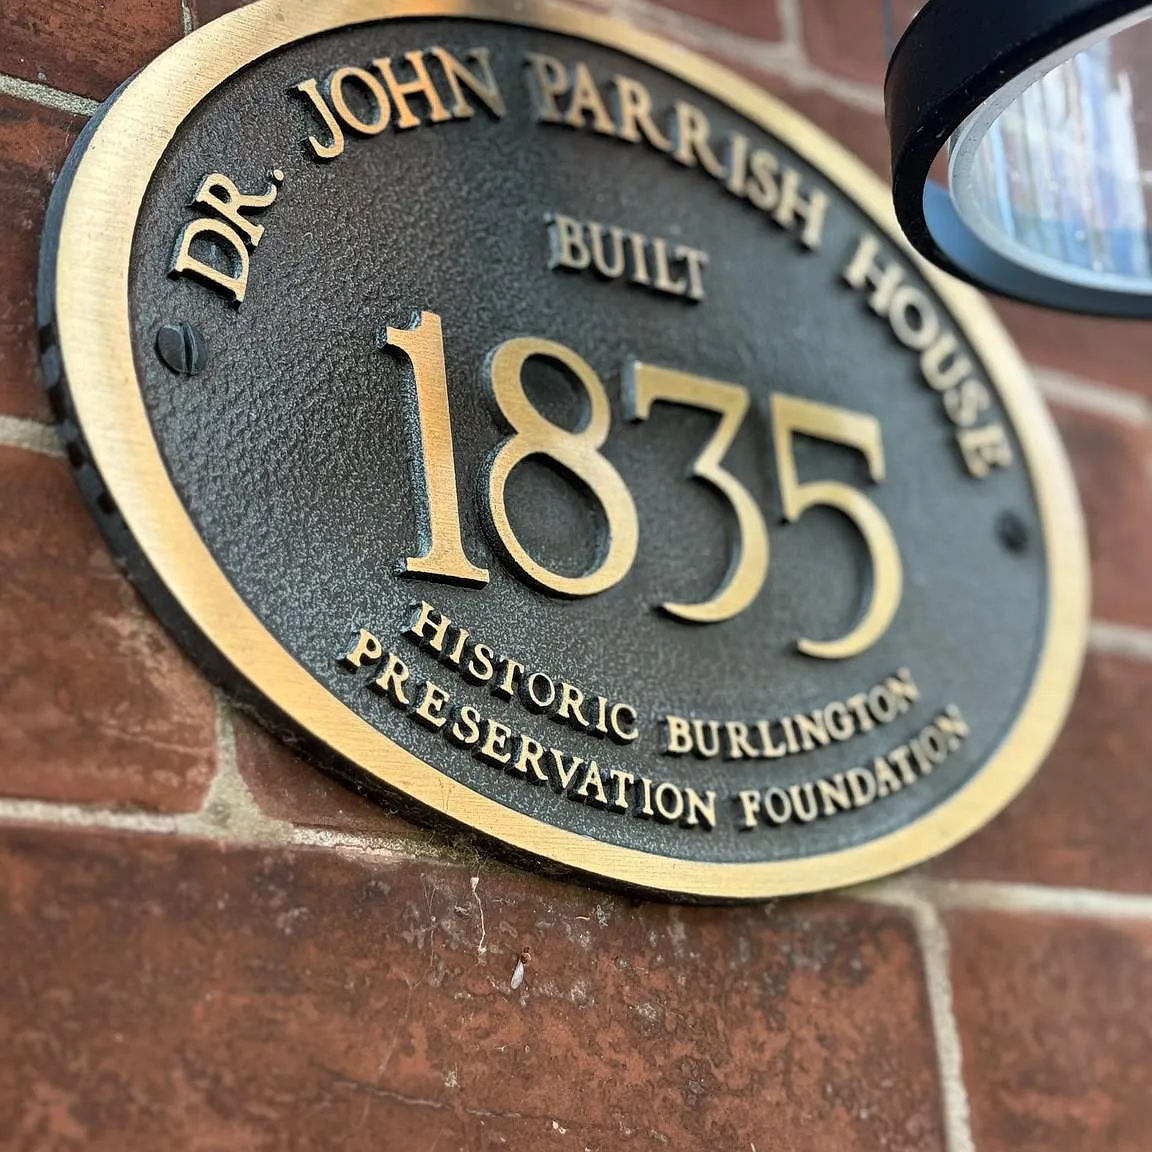 DR. JOHN PARRISH HOUSE
BUILT
1835
HISTORIC BURLINGTON
PRESERVATION FOUNDATION